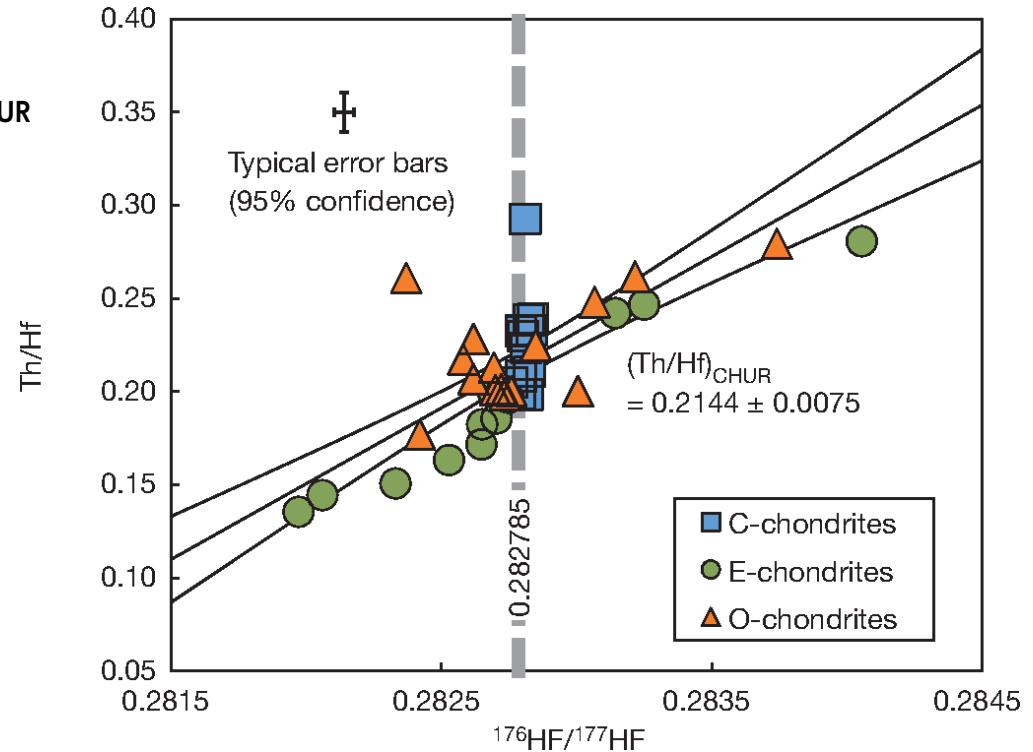 UR
0.40
0.35
0.30
0.25
0.20
0.15
0.10
0.05
Th/Hf
Typical error bars
(95% confidence)
(Th/Hf)CHUR
= 0.2144 ± 0.0075
0.282785
C-chondrites
E-chondrites
O-chondrites
0.2815
0.2825
0.2835
0.2845
176HF/177HF